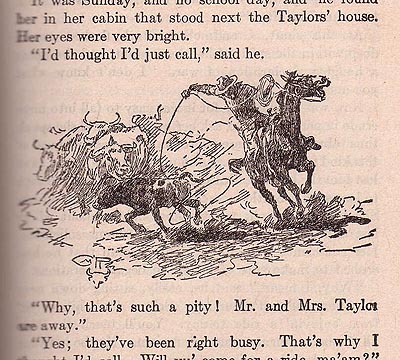 It was Sunday, and no school day, and he found
her in her cabin that stood next the Taylors' house.
Her eyes were very bright.
"I'd thought I'd just call," said he.
"Why, that's such a pity! Mr. and Mrs. Taylor
are away."
"Yes; they've been right busy. That's why I
thought I'd call. Will yu' come for a ride, ma'am?"